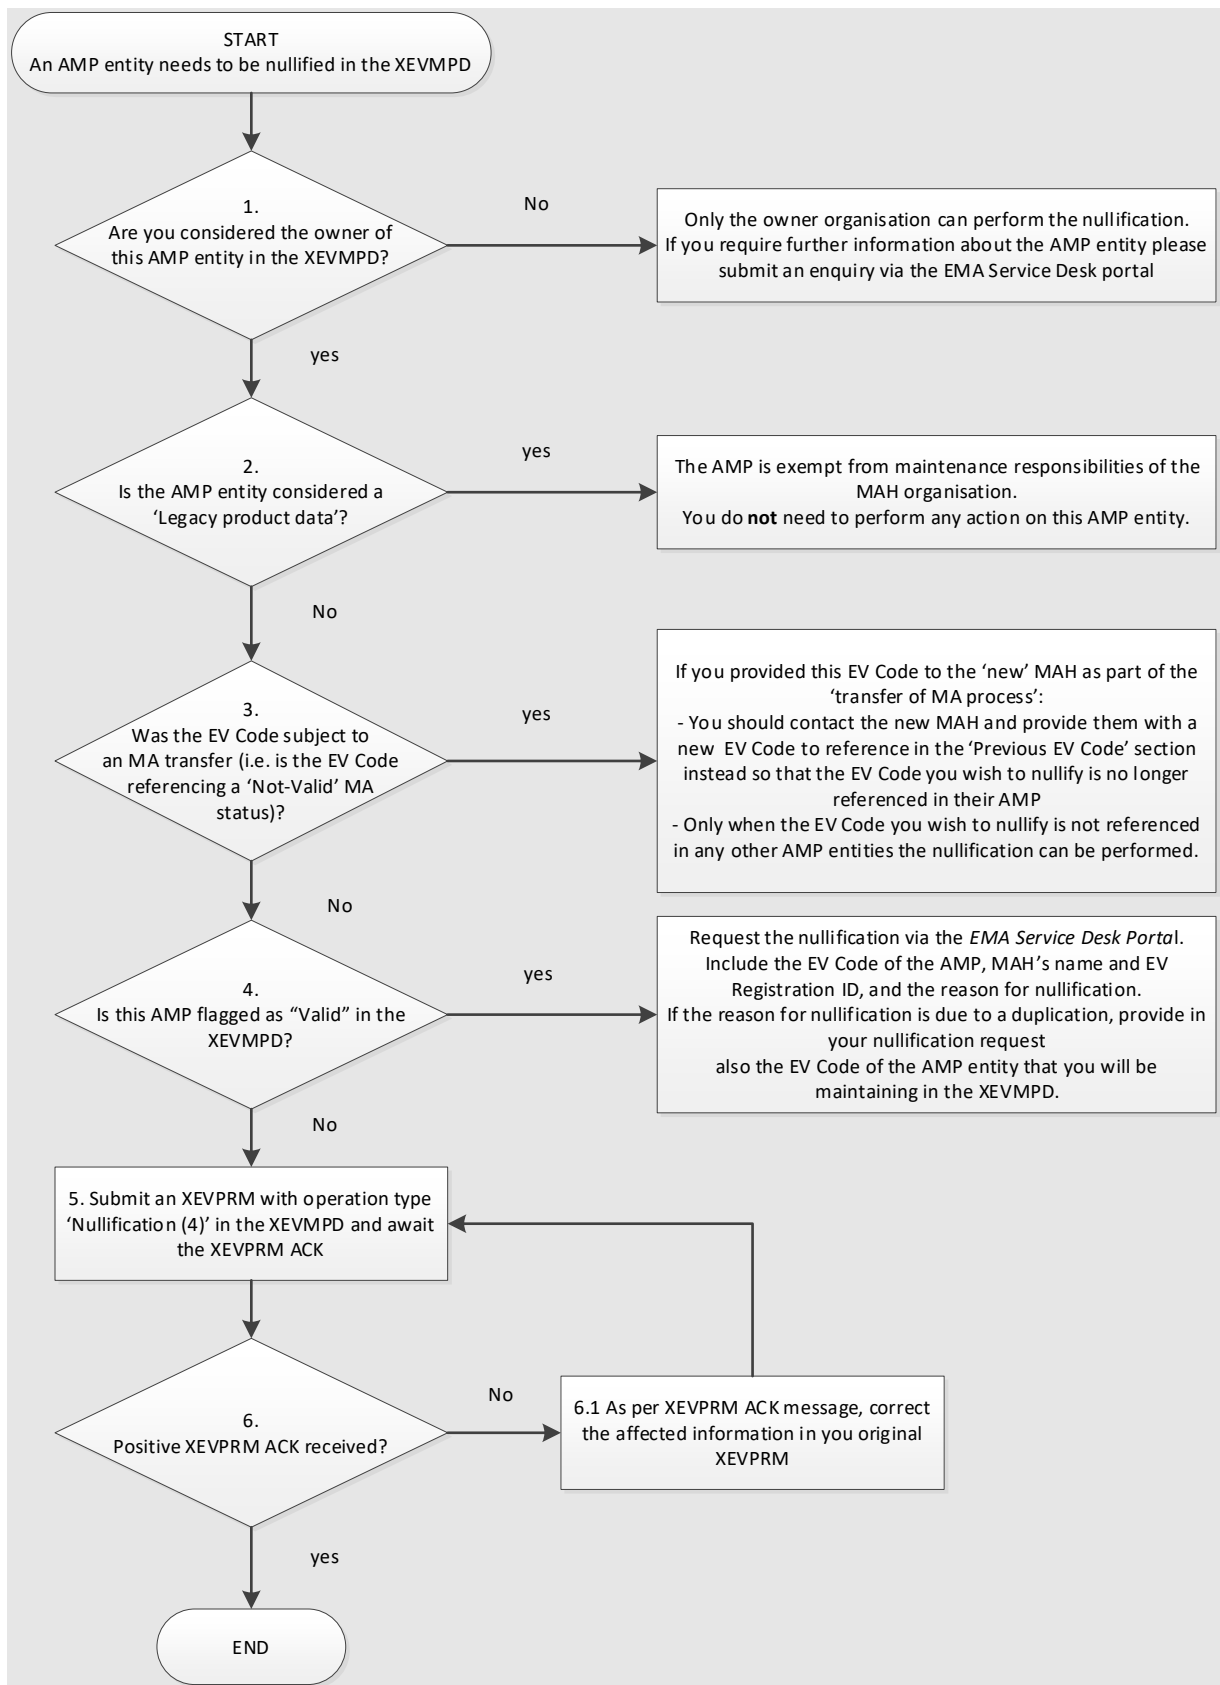 START
An AMP entity needs to be nullified in the XEVMPD
1.
Are you considered the owner of
this AMP entity in the XEVMPD?
No
Only the owner organisation can perform the nullification.
If you require further information about the AMP entity please
submit an enquiry via the EMA Service Desk portal
yes
2.
Is the AMP entity considered a
‘Legacy product data’?
yes
The AMP is exempt from maintenance responsibilities of the
MAH organisation.
You do not need to perform any action on this AMP entity.
No
3.
Was the EV Code subject to
an MA transfer (i.e. is the EV Code
referencing a ‘Not-Valid’ MA
status)?
yes
If you provided this EV Code to the ‘new’ MAH as part of the
‘transfer of MA process’:
- You should contact the new MAH and provide them with a
new EV Code to reference in the ‘Previous EV Code’ section
instead so that the EV Code you wish to nullify is no longer
referenced in their AMP
- Only when the EV Code you wish to nullify is not referenced
in any other AMP entities the nullification can be performed.
No
4.
Is this AMP flagged as “Valid” in the
XEVMPD?
yes
Request the nullification via the EMA Service Desk Portal.
Include the EV Code of the AMP, MAH’s name and EV
Registration ID, and the reason for nullification.
If the reason for nullification is due to a duplication, provide in
your nullification request
also the EV Code of the AMP entity that you will be
maintaining in the XEVMPD.
No
5. Submit an XEVPRM with operation type
‘Nullification (4)’ in the XEVMPD and await
the XEVPRM ACK
6.
Positive XEVPRM ACK received?
No
6.1 As per XEVPRM ACK message, correct
the affected information in you original
XEVPRM
yes
END